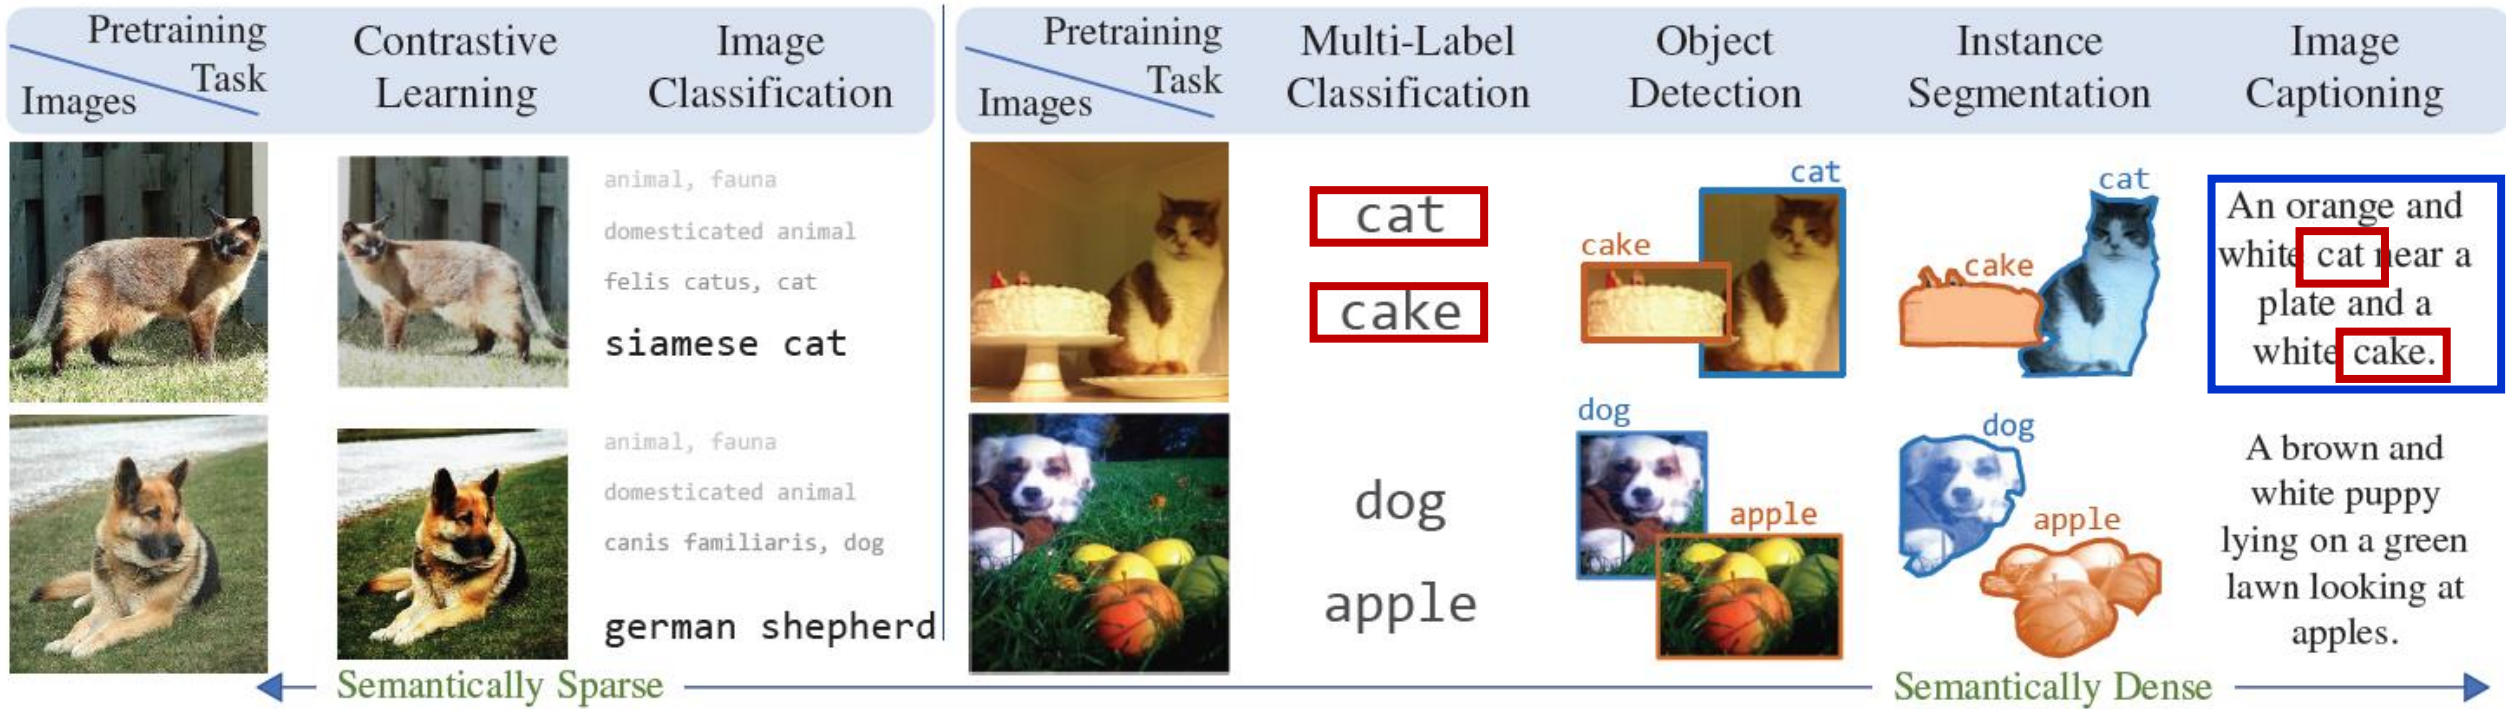 Pretraining
Task
Images
Contrastive
Learning
Image
Classification
Pretraining
Task
Images
Multi-Label
Classification
Object
Detection
Instance
Segmentation
Image
Captioning
animal, fauna
domesticated animal
felis catus, cat
siamese cat
cat
cake
cat
cake
cat
cake
An orange and
white cat near a
plate and a
white cake.
animal, fauna
domesticated animal
canis familiaris, dog
german shepherd
dog
apple
dog
apple
dog
apple
A brown and
white puppy
lying on a green
lawn looking at
apples.
Semantically Sparse
Semantically Dense